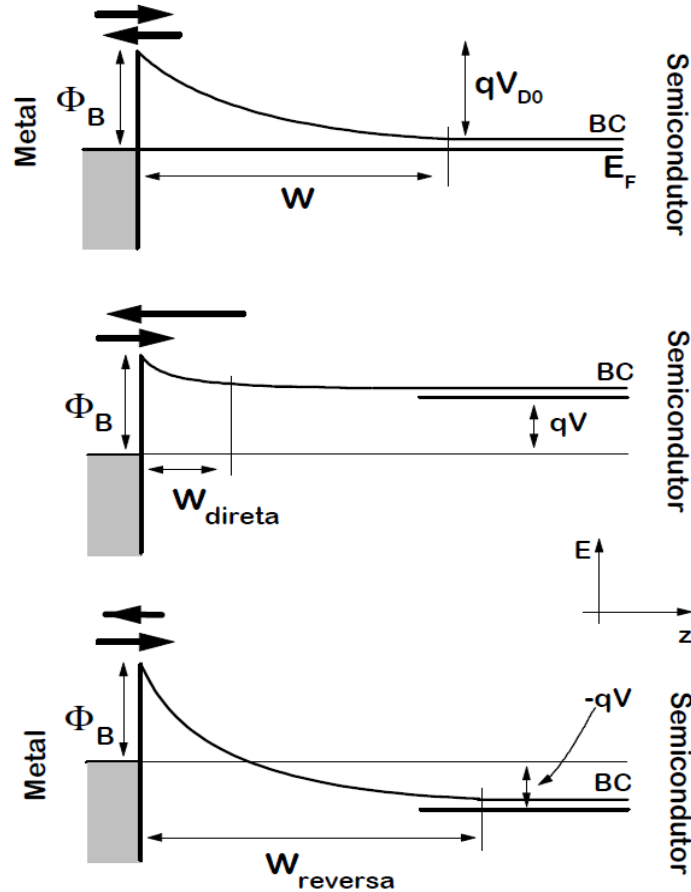 Metal
Φ_B
qV_D0
BC
E_F
W
Semicondutor
Φ_B
BC
qV
W_direta
Semicondutor
E
z
Metal
Φ_B
-qV
BC
W_reversa
Semicondutor